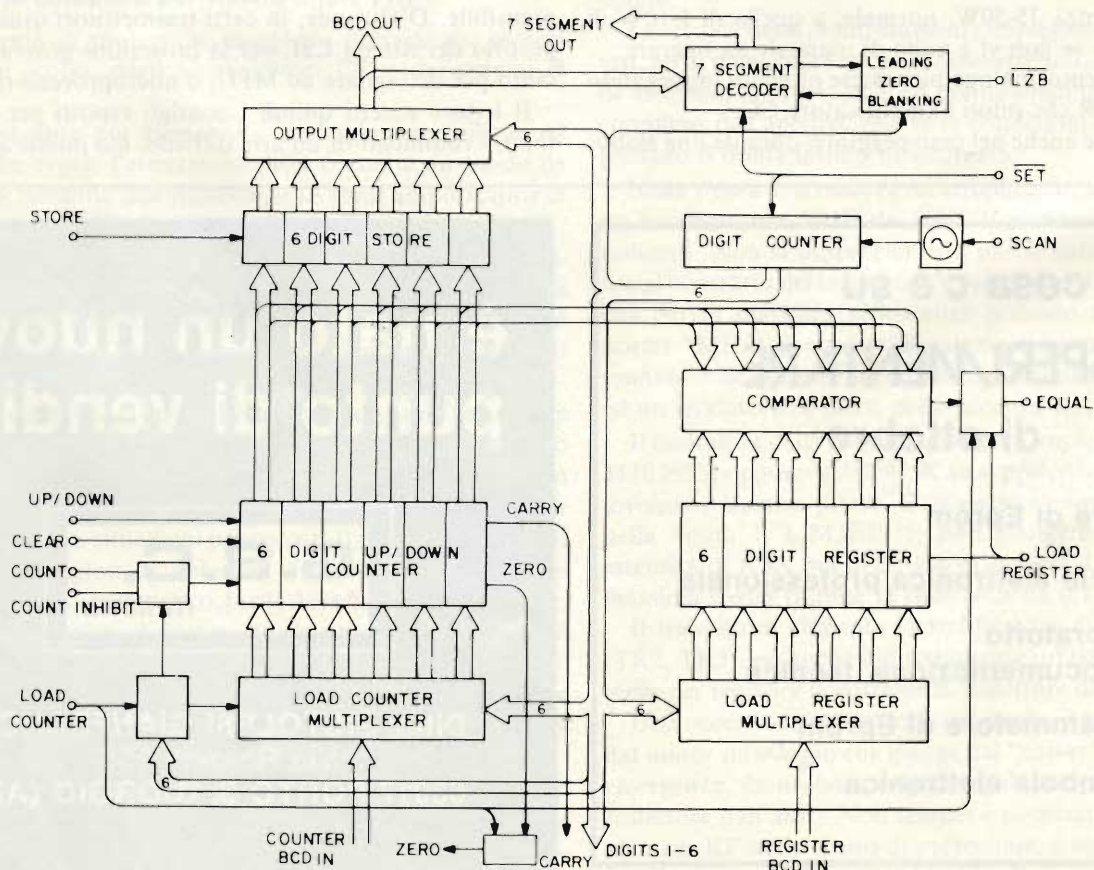 BCD OUT
7 SEGMENT
OUT
7 SEGMENT
DECODER
LEADING
ZERO
BLANKING
LZB
OUTPUT MULTIPLEXER
6
SET
STORE
6 DIGIT STORE
DIGIT COUNTER
SCAN
6
6
COMPARATOR
EQUAL
UP/DOWN
CLEAR
COUNT
COUNT INHIBIT
6 DIGIT UP/DOWN
COUNTER
CARRY
ZERO
6 DIGIT REGISTER
LOAD
REGISTER
LOAD
COUNTER
LOAD COUNTER
MULTIPLEXER
6
6
LOAD REGISTER
MULTIPLEXER
6
COUNTER
BCD IN
ZERO
CARRY
DIGITS 1-6
REGISTER
BCD IN